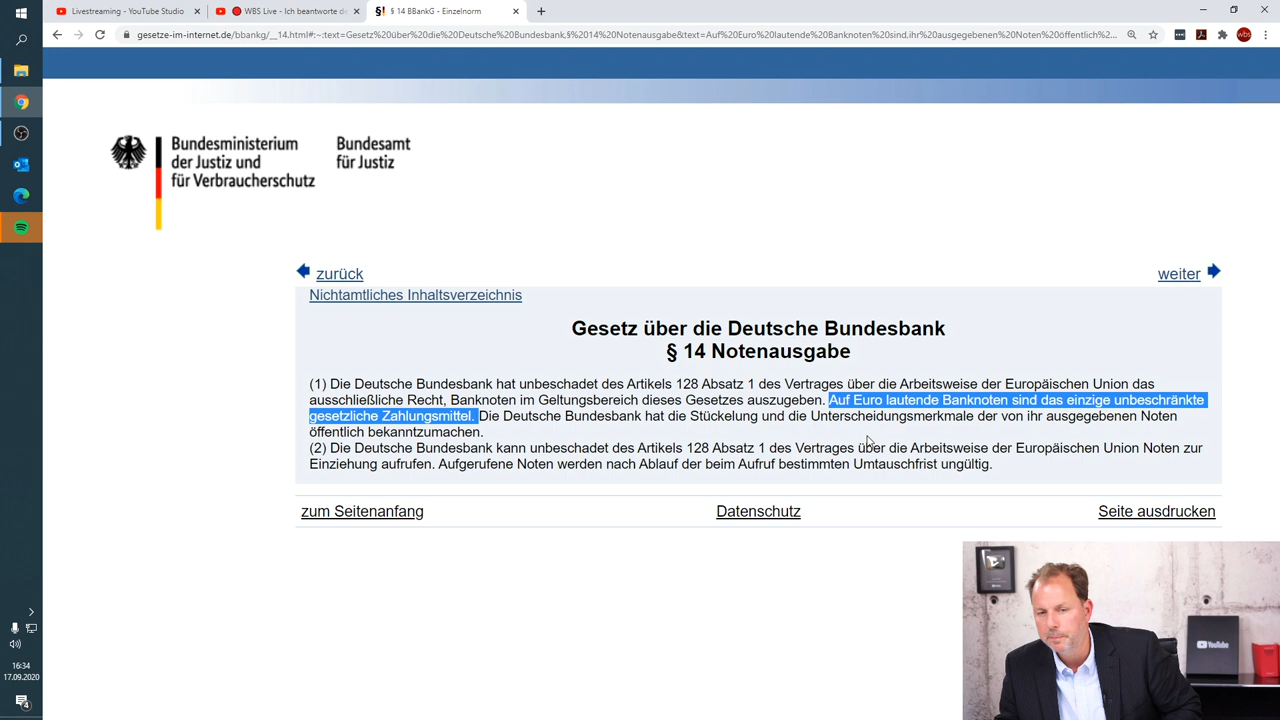 Livestreaming - YouTube Studio
WBS Live - Ich beantworte d
§ 14 BBankG - Einzelnorm
gesetze-im-internet.de/bbankg/__14.html#:~:text=Gesetz%20über%20die%20Deutsche%20Bundesbank,§%2014%20Notenausgabe&text=Auf%20Euro%20lautende%20Banknoten%20sind,ihr%20ausgegebenen%20Noten%20öffentlich%2...
wbs
Bundesministerium
der Justiz und
für Verbraucherschutz
Bundesamt
für Justiz
zurück
weiter
Nichtamtliches Inhaltsverzeichnis
Gesetz über die Deutsche Bundesbank
§ 14 Notenausgabe
(1) Die Deutsche Bundesbank hat unbeschadet des Artikels 128 Absatz 1 des Vertrages über die Arbeitsweise der Europäischen Union das
ausschließliche Recht, Banknoten im Geltungsbereich dieses Gesetzes auszugeben. Auf Euro lautende Banknoten sind das einzige unbeschränkte
gesetzliche Zahlungsmittel. Die Deutsche Bundesbank hat die Stückelung und die Unterscheidungsmerkmale der von ihr ausgegebenen Noten
öffentlich bekanntzumachen.
(2) Die Deutsche Bundesbank kann unbeschadet des Artikels 128 Absatz 1 des Vertrages über die Arbeitsweise der Europäischen Union Noten zur
Einziehung aufrufen. Aufgerufene Noten werden nach Ablauf der beim Aufruf bestimmten Umtauschfrist ungültig.
zum Seitenanfang
Datenschutz
Seite ausdrucken
YouTube
16:34
17.09.2020
4